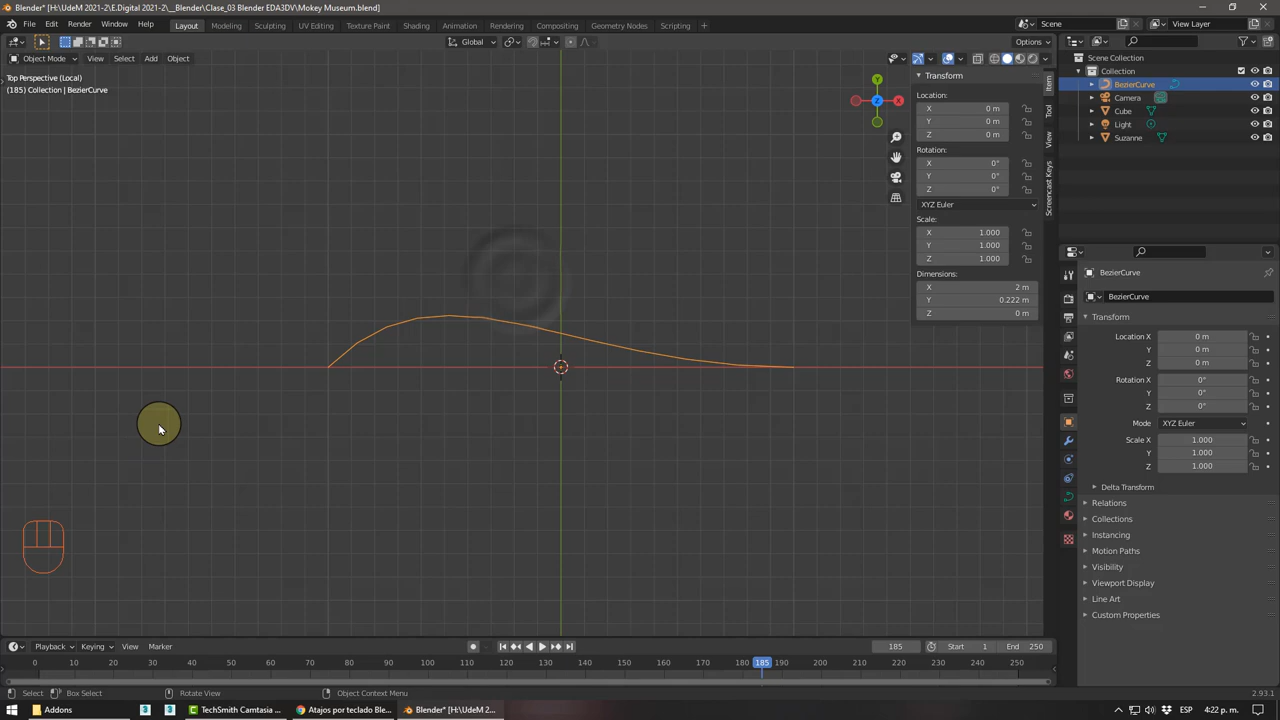 Blender* [H:\UdeM 2021-2\E.Digital 2021-2\__Blender\Clase_03 Blender EDA3DV\Mokey Museum.blend]
File Edit Render Window Help Layout Modeling Sculpting UV Editing Texture Paint Shading Animation Rendering Compositing Geometry Nodes Scripting Scene View Layer
Global Options
Object Mode View Select Add Object
Top Perspective (Local)
(185) Collection | BezierCurve
Y
Z
X
Transform
Location:
X 0 m
Y 0 m
Z 0 m
Rotation:
X 0°
Y 0°
Z 0°
XYZ Euler
Scale:
X 1.000
Y 1.000
Z 1.000
Dimensions:
X 2 m
Y 0.222 m
Z 0 m
Item
Tool
View
Screencast Keys
Scene Collection
Collection
BezierCurve
Camera
Cube
Light
Suzanne
BezierCurve
BezierCurve
Transform
Location X 0 m
Y 0 m
Z 0 m
Rotation X 0°
Y 0°
Z 0°
Mode XYZ Euler
Scale X 1.000
Y 1.000
Z 1.000
Delta Transform
Relations
Collections
Instancing
Motion Paths
Visibility
Viewport Display
Line Art
Custom Properties
Playback Keying View Marker 185 Start 1 End 250
0 10 20 30 40 50 60 70 80 90 100 110 120 130 140 150 160 170 180 185 190 200 210 220 230 240 250
Select Box Select Rotate View Object Context Menu 2.93.1
Addons TechSmith Camtasia ... Atajos por teclado Ble... Blender* [H:\UdeM 2... ESP 4:22 p. m.